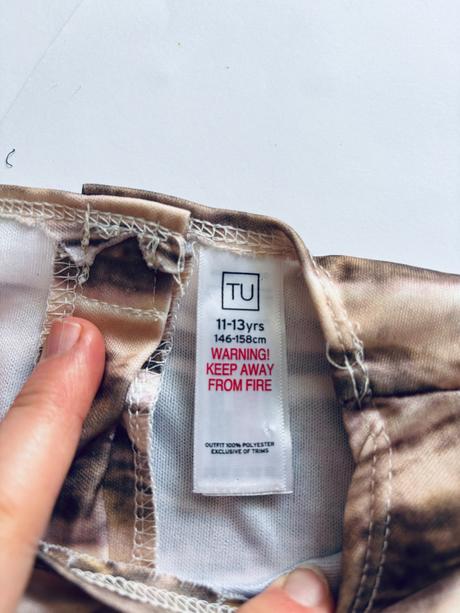 TU
11-13yrs
146-158cm
WARNING!
KEEP AWAY
FROM FIRE
OUTFIT 100% POLYESTER
EXCLUSIVE OF TRIMS